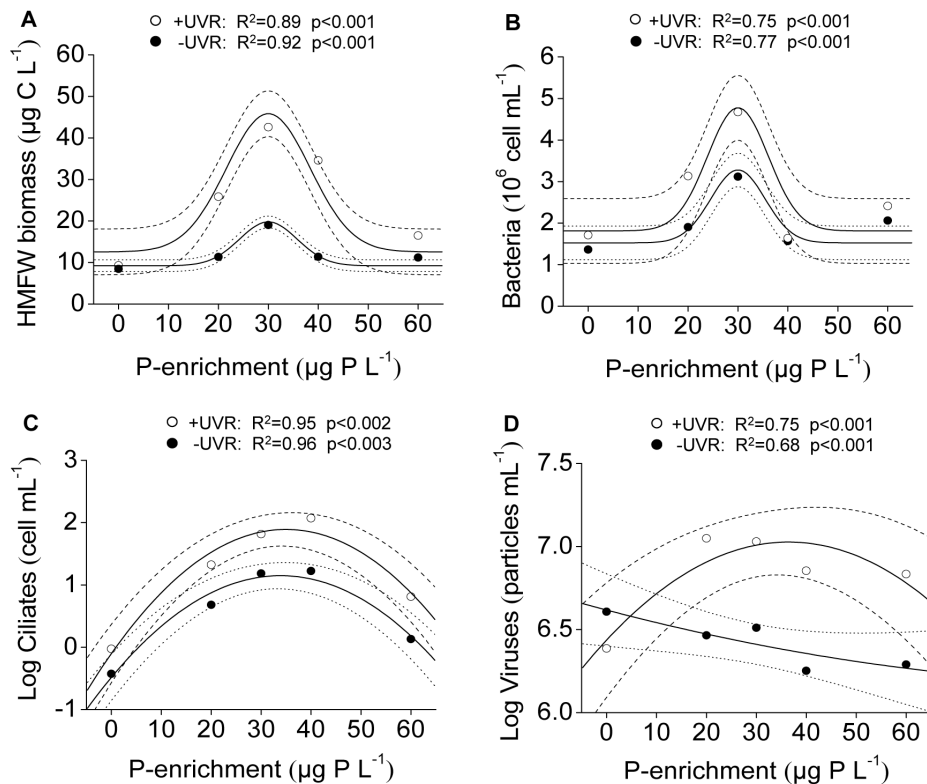 A
○ +UVR: R²=0.89 p<0.001
● -UVR: R²=0.92 p<0.001
HMFW biomass (µg C L⁻¹)
60
50
40
30
20
10
0
0 10 20 30 40 50 60
P-enrichment (µg P L⁻¹)
B
○ +UVR: R²=0.75 p<0.001
● -UVR: R²=0.77 p<0.001
Bacteria (10⁶ cell mL⁻¹)
6
5
4
3
2
1
0
0 10 20 30 40 50 60
P-enrichment (µg P L⁻¹)
C
○ +UVR: R²=0.95 p<0.002
● -UVR: R²=0.96 p<0.003
Log Ciliates (cell mL⁻¹)
3
2
1
0
-1
0 10 20 30 40 50 60
P-enrichment (µg P L⁻¹)
D
○ +UVR: R²=0.75 p<0.001
● -UVR: R²=0.68 p<0.001
Log Viruses (particles mL⁻¹)
7.5
7.0
6.5
6.0
0 10 20 30 40 50 60
P-enrichment (µg P L⁻¹)